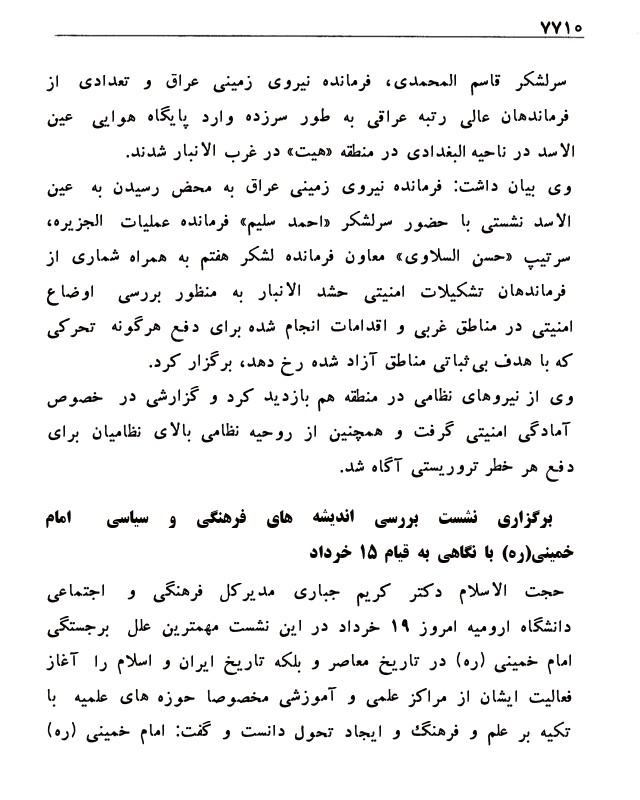 ۷۷۱۰
سرلشکر قاسم المحمدی، فرمانده نیروی زمینی عراق و تعدادی از
فرماندهان عالی رتبه عراقی به طور سرزده وارد پایگاه هوایی عین
الاسد در ناحیه البغدادی در منطقه «هیت» در غرب الانبار شدند.
وی بیان داشت: فرمانده نیروی زمینی عراق به محض رسیدن به عین
الاسد نشستی با حضور سرلشکر «احمد سلیم» فرمانده عملیات الجزیره،
سرتیپ «حسن السلاوی» معاون فرمانده لشکر هفتم به همراه شماری از
فرماندهان تشکیلات امنیتی حشد الانبار به منظور بررسی اوضاع
امنیتی در مناطق غربی و اقدامات انجام شده برای دفع هرگونه تحرکی
که با هدف بی‌ثباتی مناطق آزاد شده رخ دهد، برگزار کرد.
وی از نیروهای نظامی در منطقه هم بازدید کرد و گزارشی در خصوص
آمادگی امنیتی گرفت و همچنین از روحیه نظامی بالای نظامیان برای
دفع هر خطر تروریستی آگاه شد.
برگزاری نشست بررسی اندیشه های فرهنگی و سیاسی امام
خمینی(ره) با نگاهی به قیام ۱۵ خرداد
حجت الاسلام دکتر کریم جباری مدیرکل فرهنگی و اجتماعی
دانشگاه ارومیه امروز ۱۹ خرداد در این نشست مهمترین علل برجستگی
امام خمینی (ره) در تاریخ معاصر و بلکه تاریخ ایران و اسلام را آغاز
فعالیت ایشان از مراکز علمی و آموزشی مخصوصا حوزه های علمیه با
تکیه بر علم و فرهنگ و ایجاد تحول دانست و گفت: امام خمینی (ره)